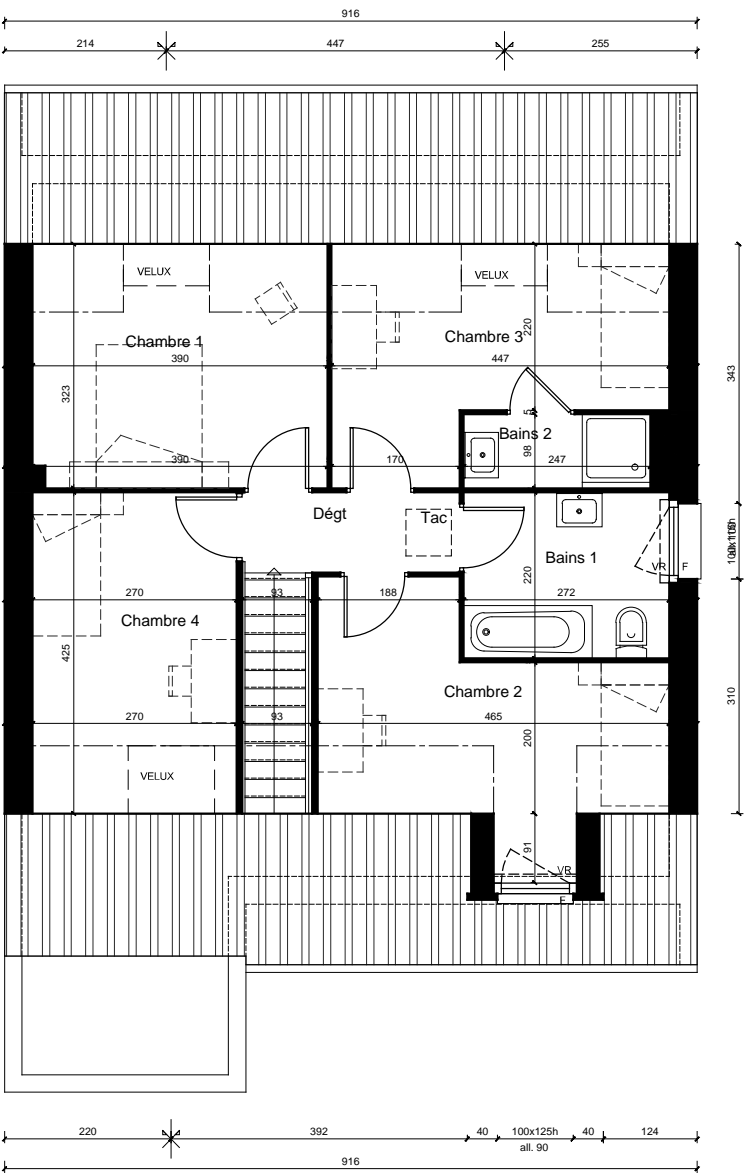 916
214
447
255
VELUX
VELUX
Chambre 1
Chambre 3
220
390
447
323
343
5
Bains 2
98
390
170
247
Dégt
Tac
Bains 1
VR
F
220
270
93
188
272
Chambre 4
425
Chambre 2
310
270
93
465
200
VELUX
91
VR
F
220
392
40
100x125h
40
124
all. 90
916